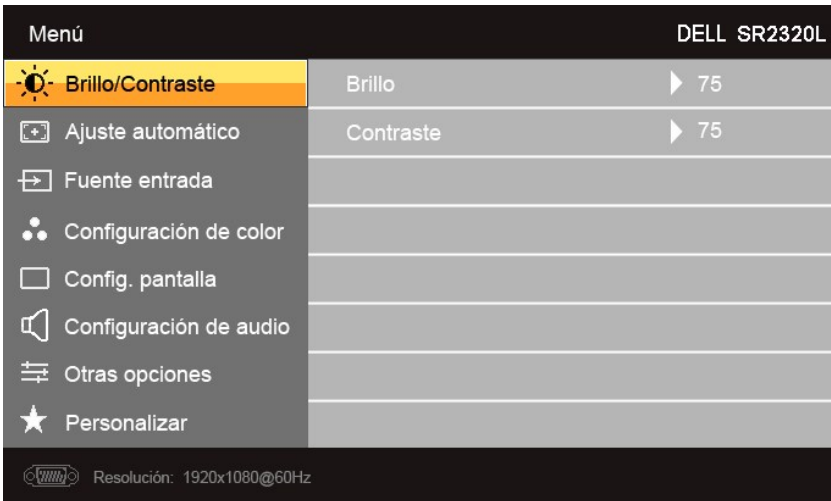 Menú DELL SR2320L
Brillo/Contraste Brillo 75
Ajuste automático Contraste 75
Fuente entrada
Configuración de color
Config. pantalla
Configuración de audio
Otras opciones
Personalizar
Resolución: 1920x1080@60Hz